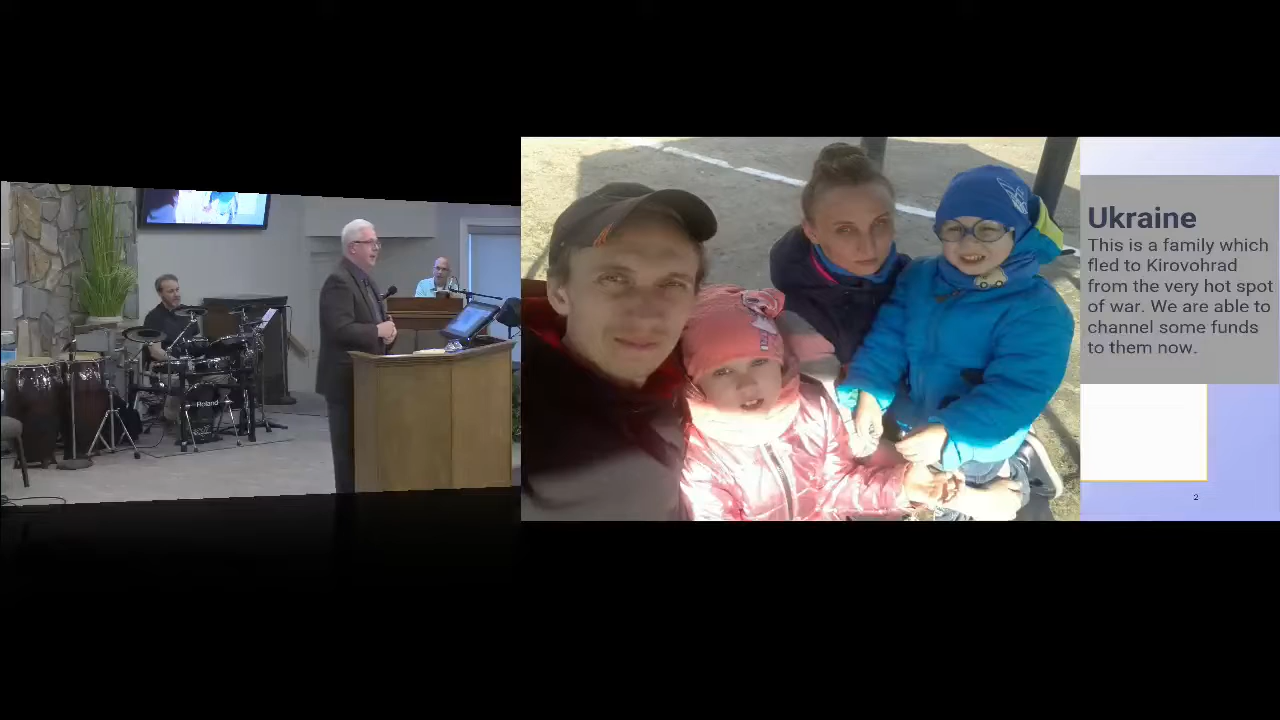 Roland
Ukraine
This is a family which
fled to Kirovohrad
from the very hot spot
of war. We are able to
channel some funds
to them now.
2